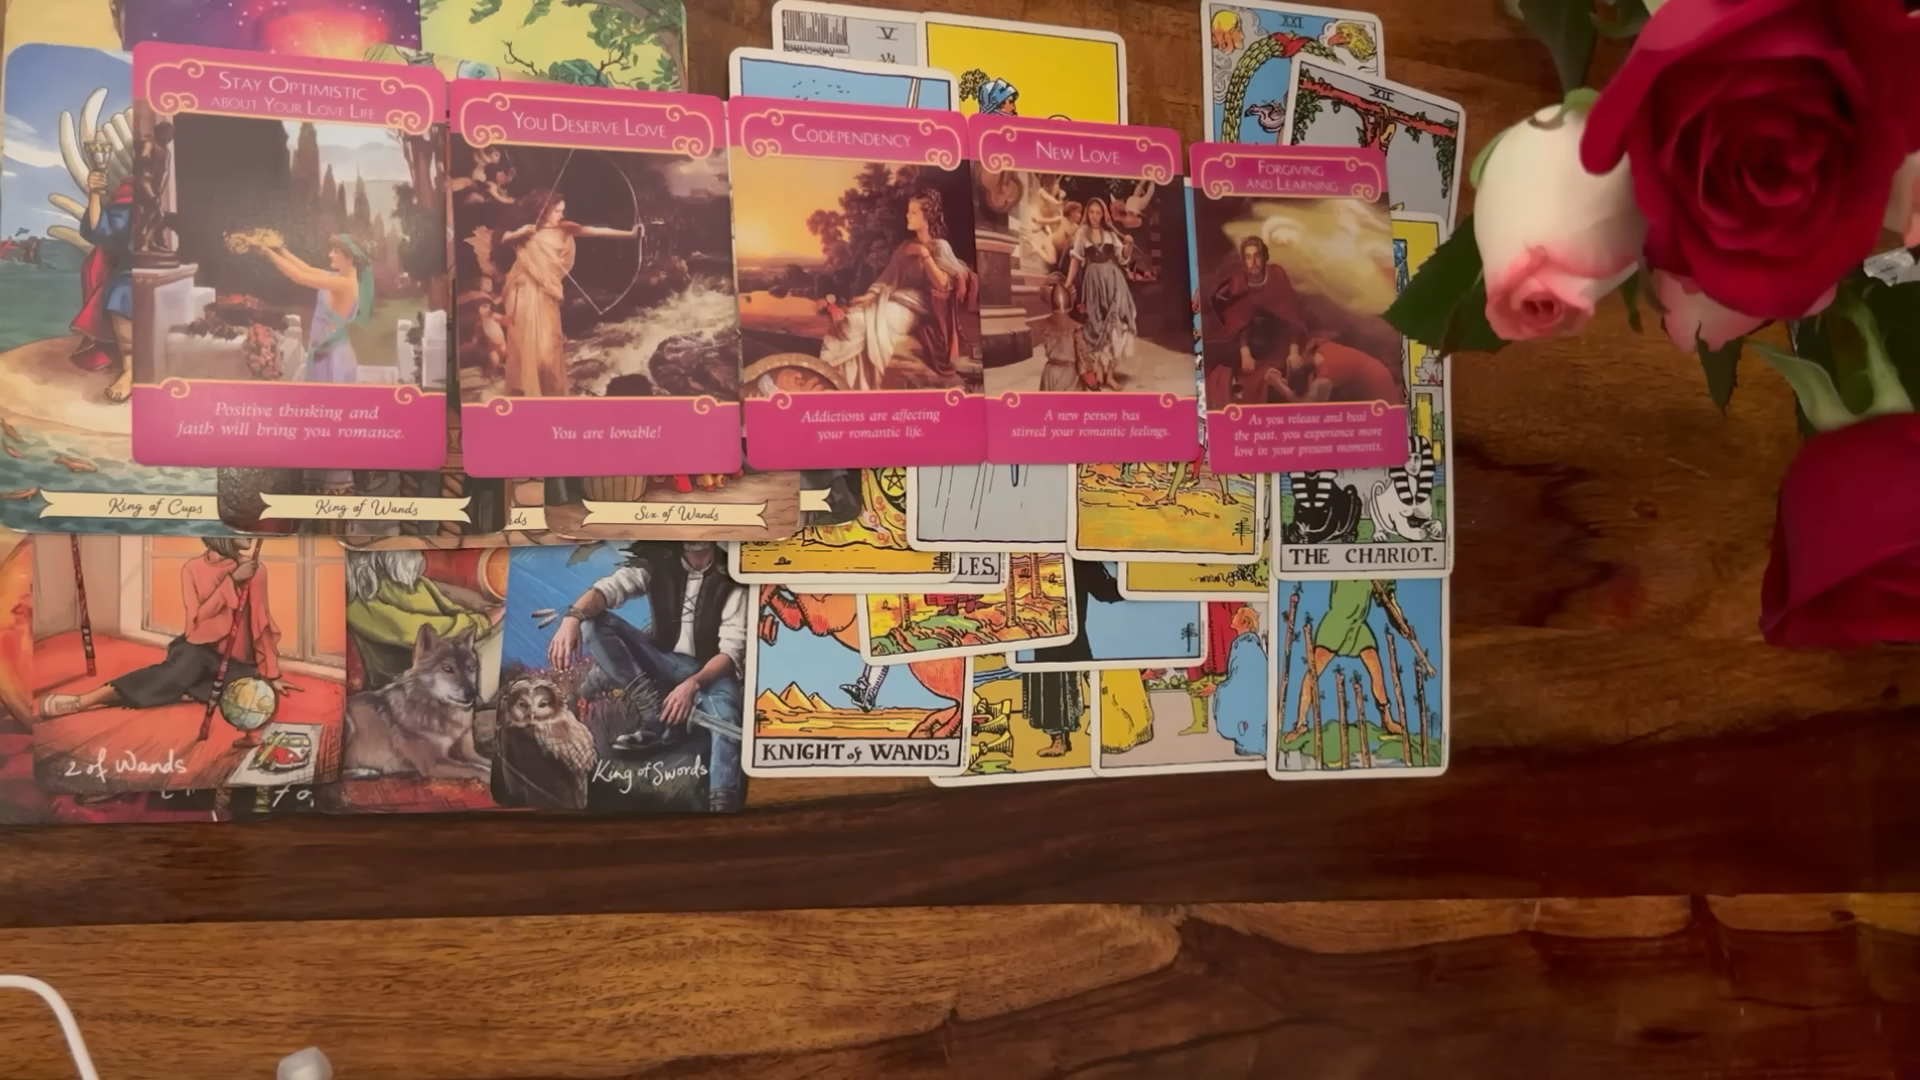 V
XXI
XII
STAY OPTIMISTIC
ABOUT YOUR LOVE LIFE
Positive thinking and
faith will bring you romance.
YOU DESERVE LOVE
You are lovable!
CODEPENDENCY
Addictions are affecting
your romantic life.
NEW LOVE
A new person has
stirred your romantic feelings.
FORGIVING
AND LEARNING
As you release and heal
the past, you experience more
love in your present moments.
King of Cups
King of Wands
ds
Six of Wands
LES,
THE CHARIOT.
2 of Wands
King of Swords
KNIGHT of WANDS